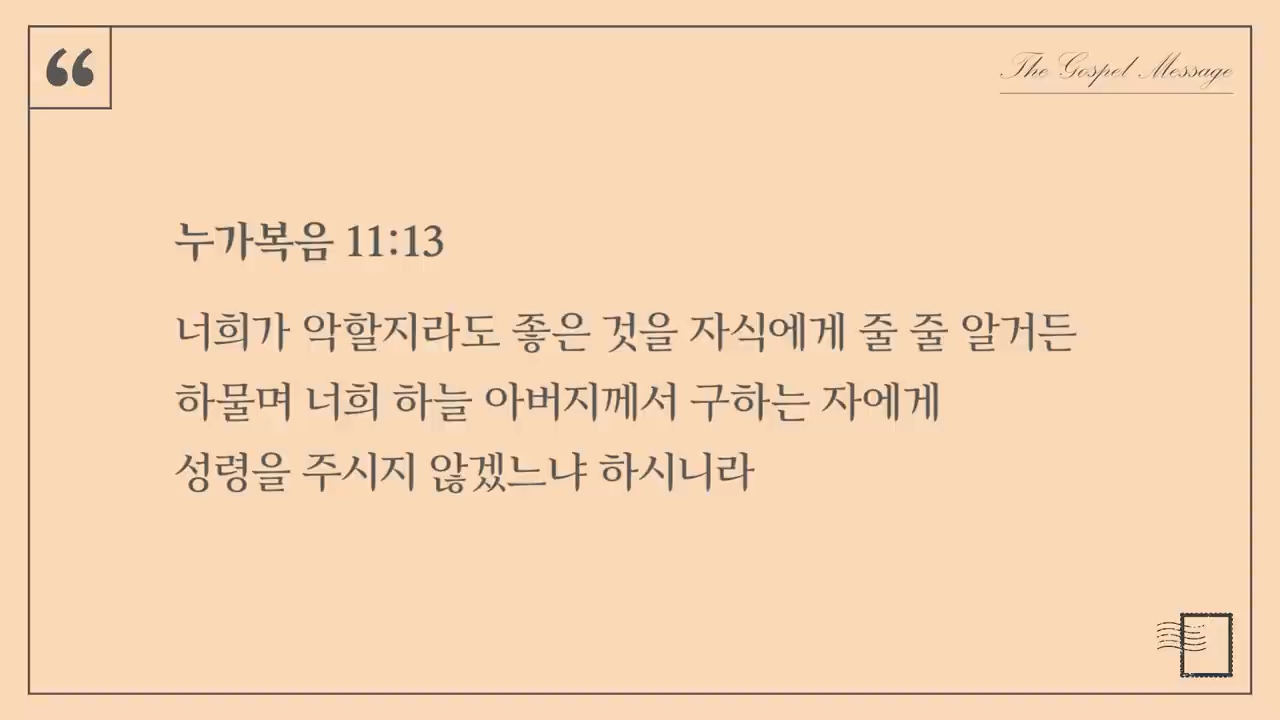 “
The Gospel Message
누가복음 11:13
너희가 악할지라도 좋은 것을 자식에게 줄 줄 알거든
하물며 너희 하늘 아버지께서 구하는 자에게
성령을 주시지 않겠느냐 하시니라